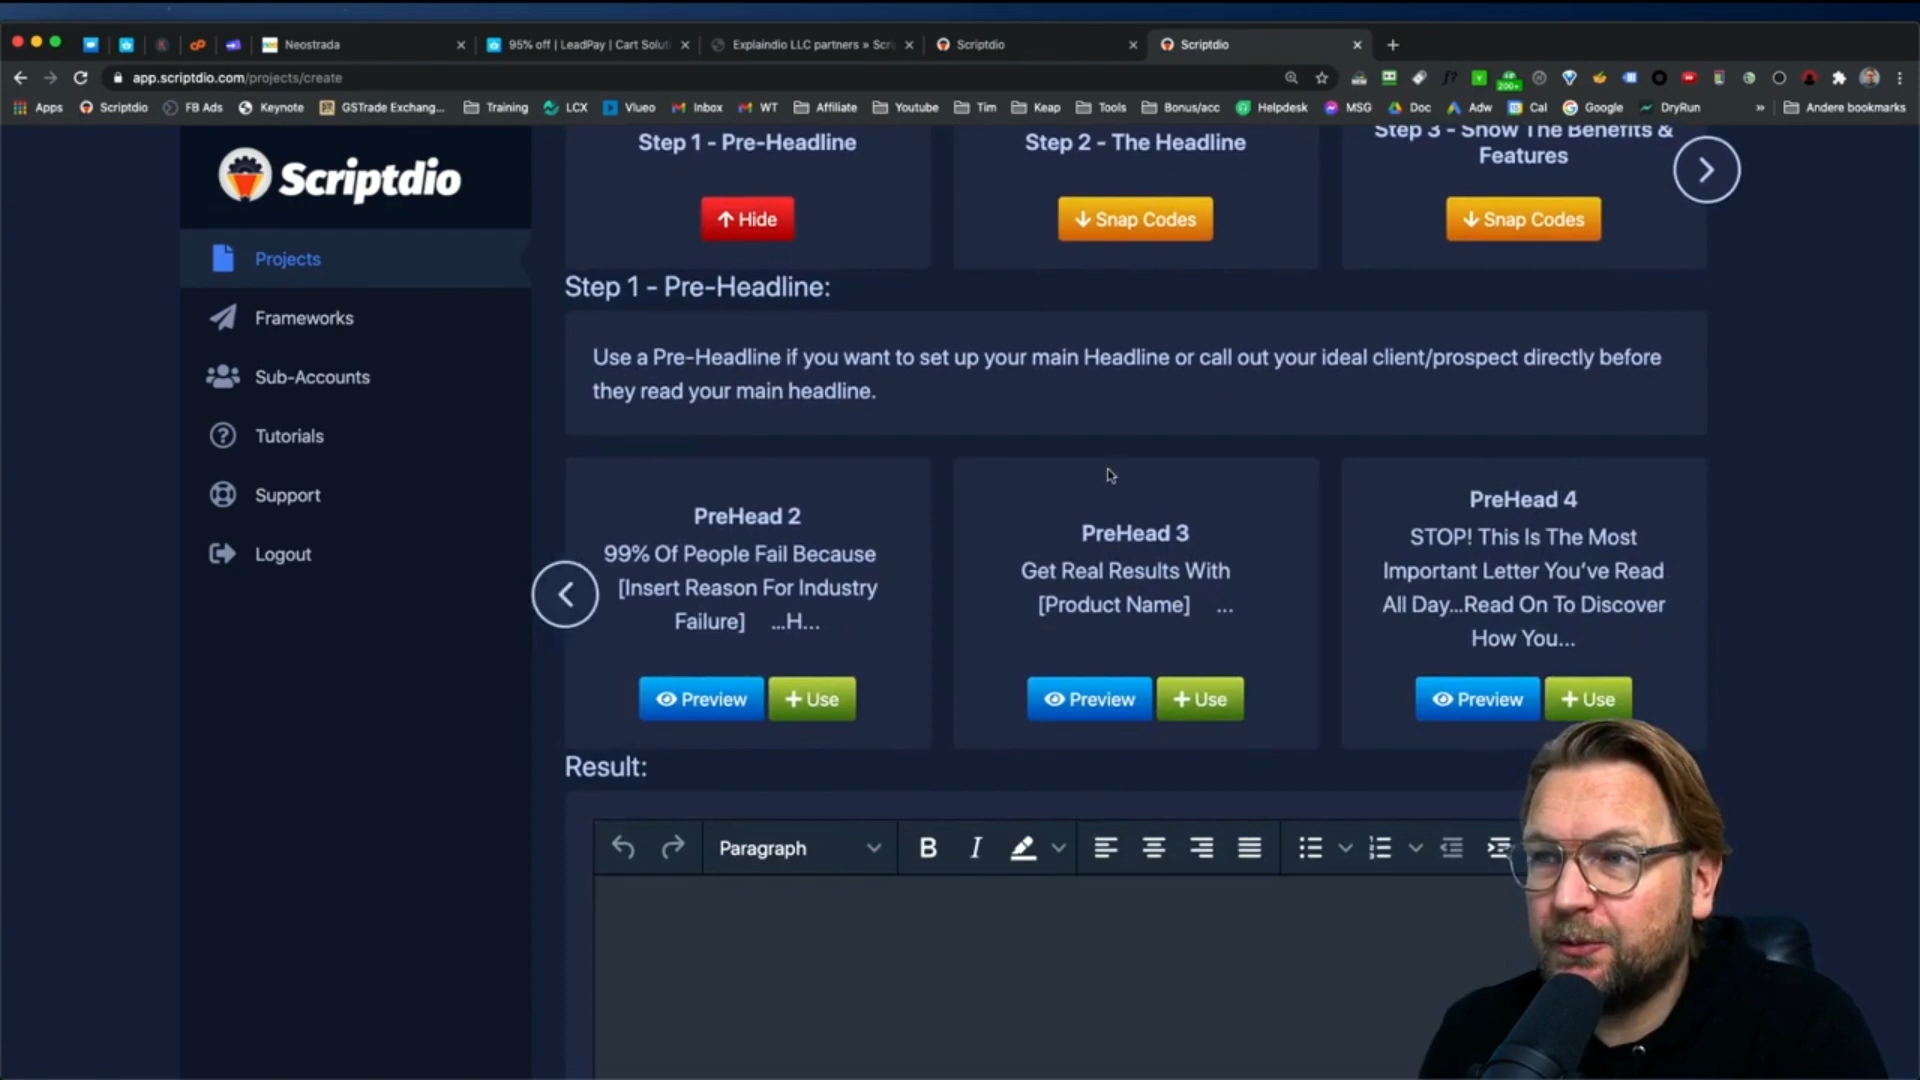 Neostrada
95% off | LeadPay | Cart Solut
Explaindio LLC partners » Scri
Scriptdio
Scriptdio
app.scriptdio.com/projects/create
200+
Apps
Scriptdio
FB Ads
Keynote
GSTrade Exchang...
Training
LCX
Vlueo
Inbox
WT
Affiliate
Youtube
Tim
Keap
Tools
Bonus/acc
Helpdesk
MSG
Doc
Adw
Cal
Google
DryRun
»
Andere bookmarks
Scriptdio
Projects
Frameworks
Sub-Accounts
Tutorials
Support
Logout
Step 1 - Pre-Headline
Hide
Step 2 - The Headline
Snap Codes
Step 3 - Show The Benefits &
Features
Snap Codes
Step 1 - Pre-Headline:
Use a Pre-Headline if you want to set up your main Headline or call out your ideal client/prospect directly before
they read your main headline.
PreHead 2
99% Of People Fail Because
[Insert Reason For Industry
Failure] ...H...
Preview
Use
PreHead 3
Get Real Results With
[Product Name] ...
Preview
Use
PreHead 4
STOP! This Is The Most
Important Letter You've Read
All Day...Read On To Discover
How You...
Preview
Use
Result:
Paragraph
B
I